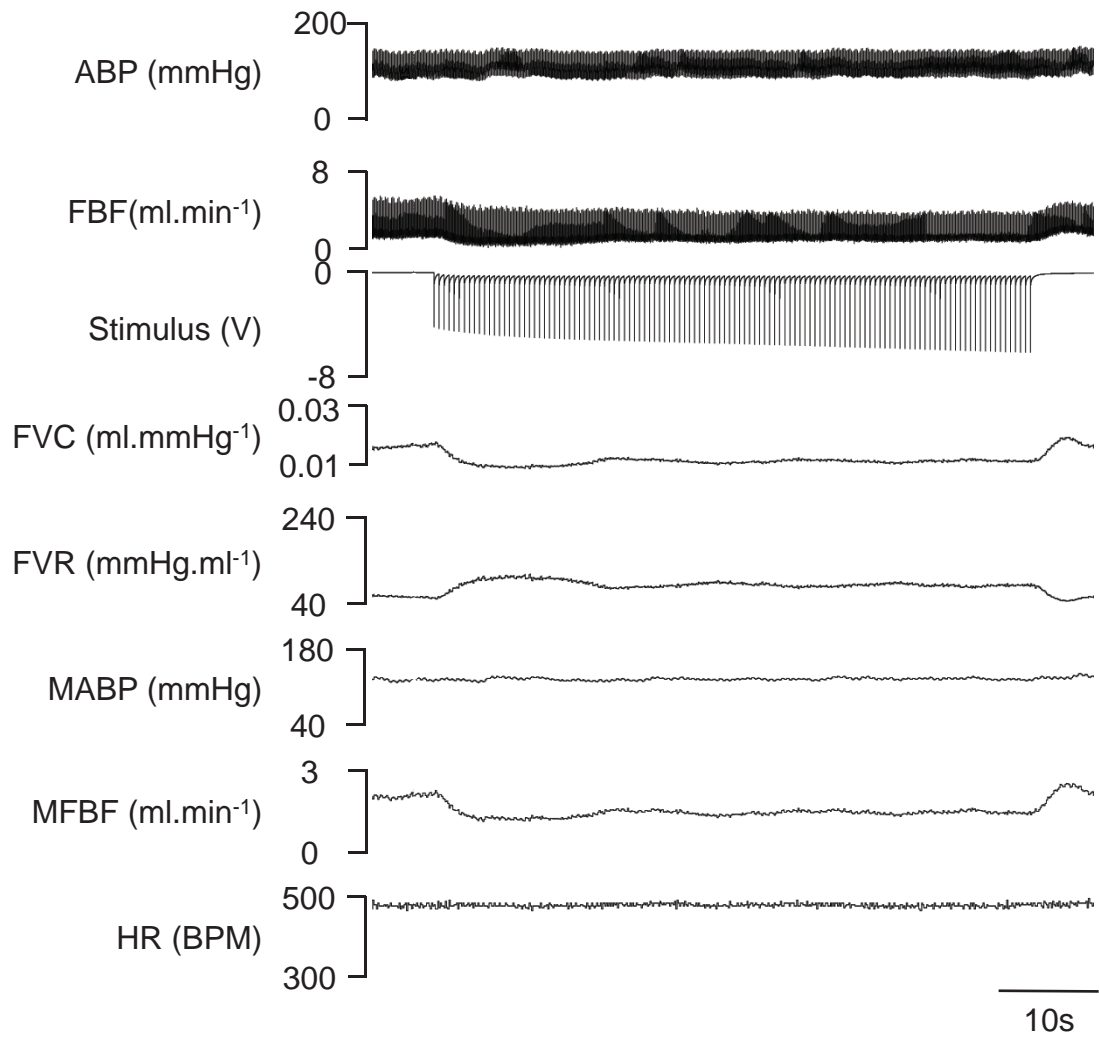 200
ABP (mmHg)
0
8
FBF(ml.min-1)
0
0
Stimulus (V)
-8
0.03
FVC (ml.mmHg-1)
0.01
240
FVR (mmHg.ml-1)
40
180
MABP (mmHg)
40
3
MFBF (ml.min-1)
0
500
HR (BPM)
300
10s